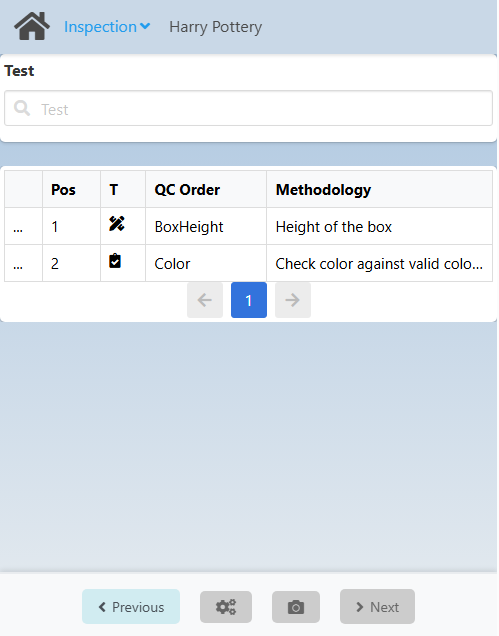 Inspection Harry Pottery
Test
Test
Pos T QC Order Methodology
... 1 BoxHeight Height of the box
... 2 Color Check color against valid colo...
1
Previous Next